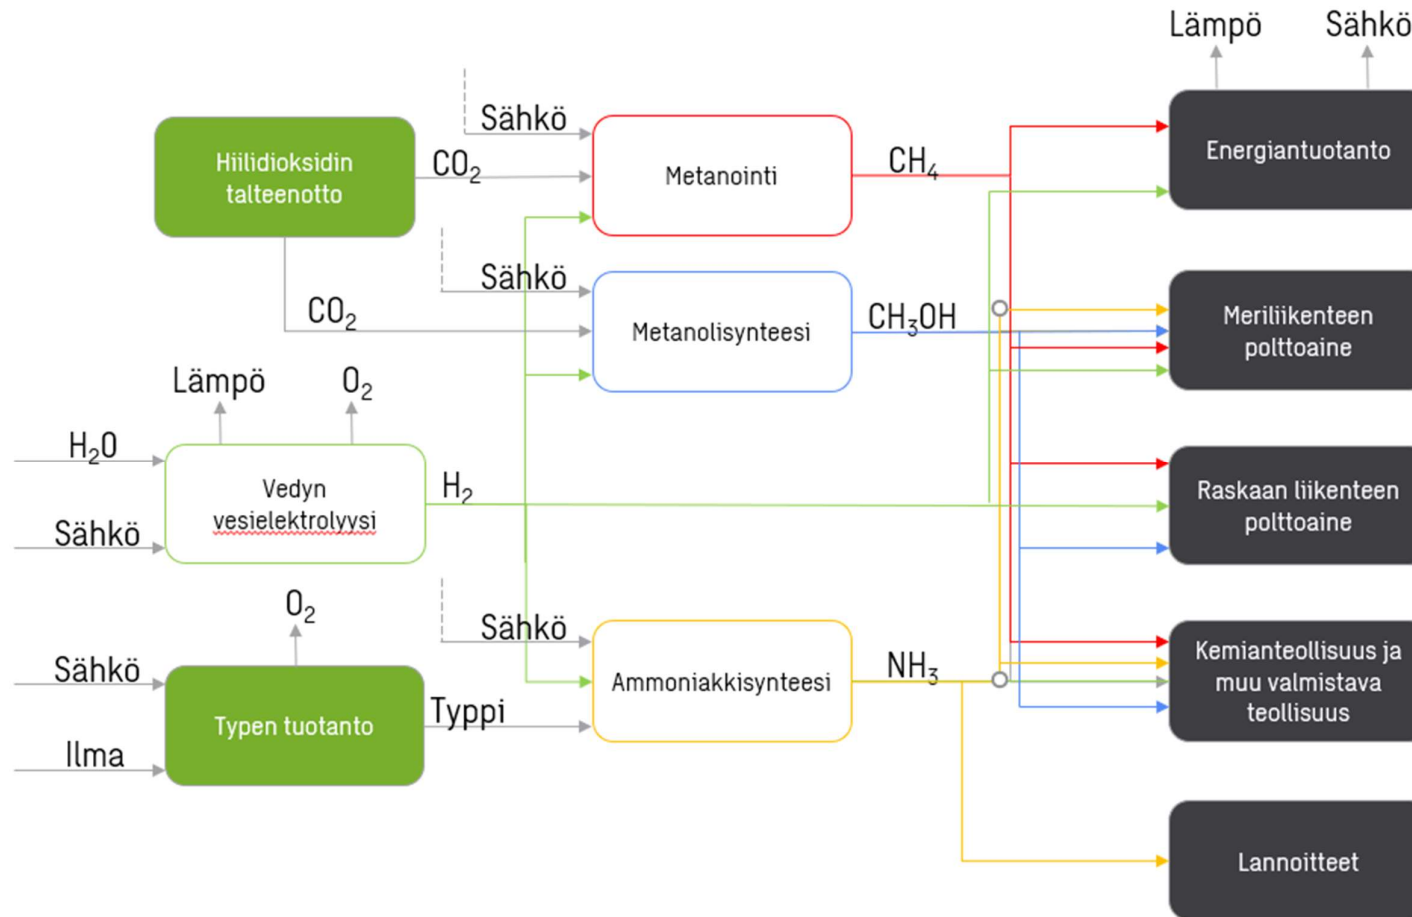 Lämpö
Sähkö
Sähkö
Hiilidioksidin
talteenotto
CO₂
Metanointi
CH₄
Energiantuotanto
Sähkö
CO₂
Metanolisynteesi
CH₃OH
Meriliikenteen
polttoaine
Lämpö
O₂
H₂O
Sähkö
Vedyn
vesielektrolyysi
H₂
Raskaan liikenteen
polttoaine
O₂
Sähkö
Sähkö
Ilma
Typen tuotanto
Typpi
Ammoniakkisynteesi
NH₃
Kemianteollisuus ja
muu valmistava
teollisuus
Lannoitteet